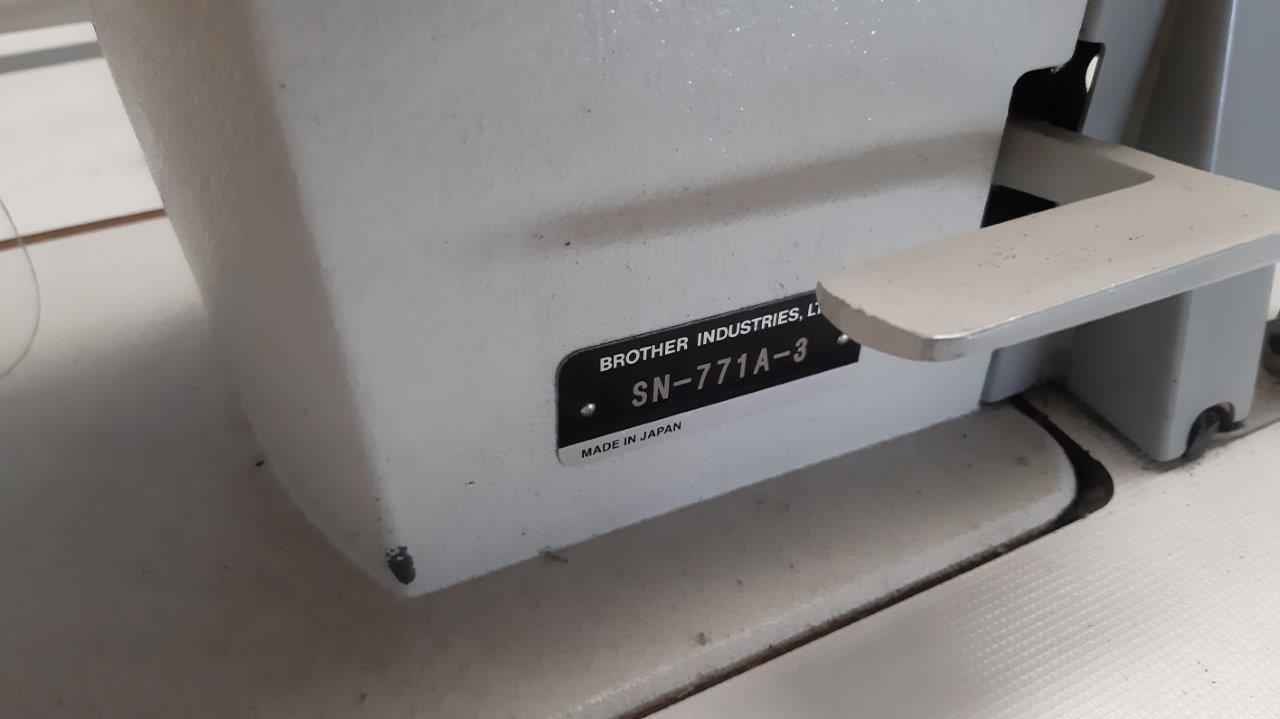 BROTHER INDUSTRIES,
SN-771A-3
MADE IN JAPAN